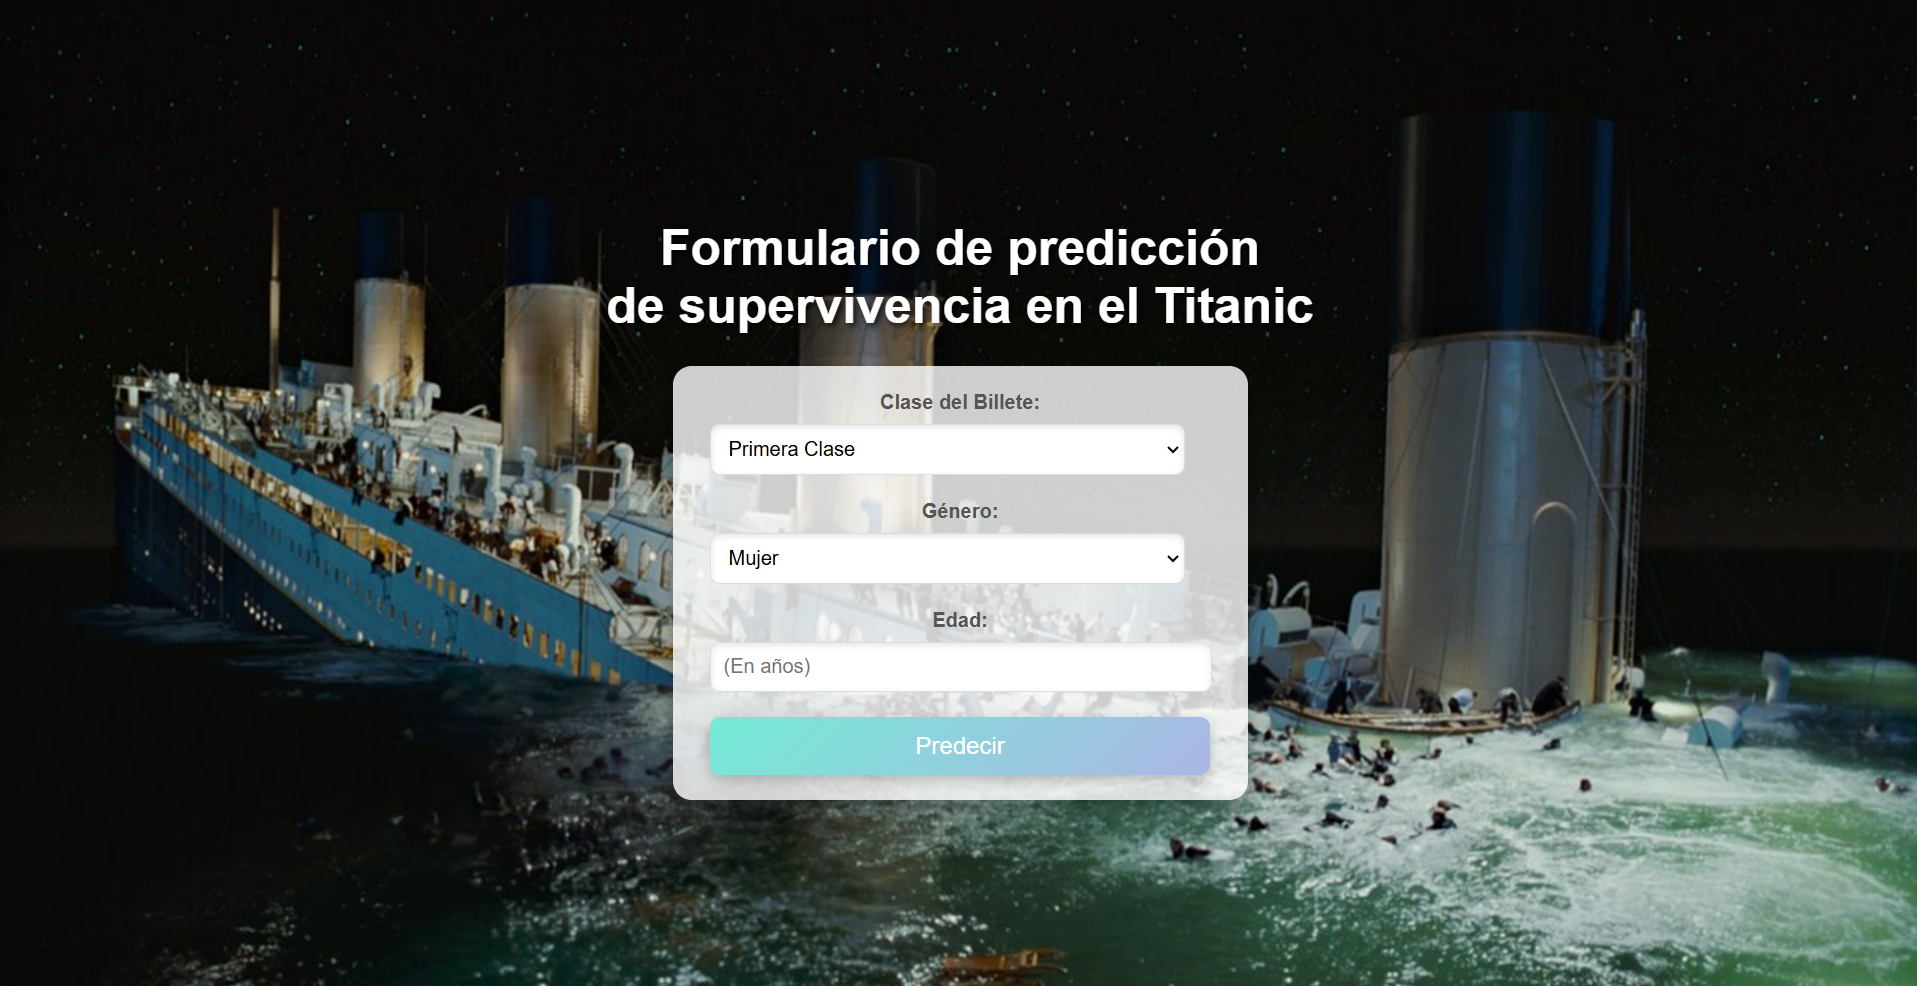 Formulario de predicción
de supervivencia en el Titanic
Clase del Billete:
Primera Clase
Género:
Mujer
Edad:
(En años)
Predecir